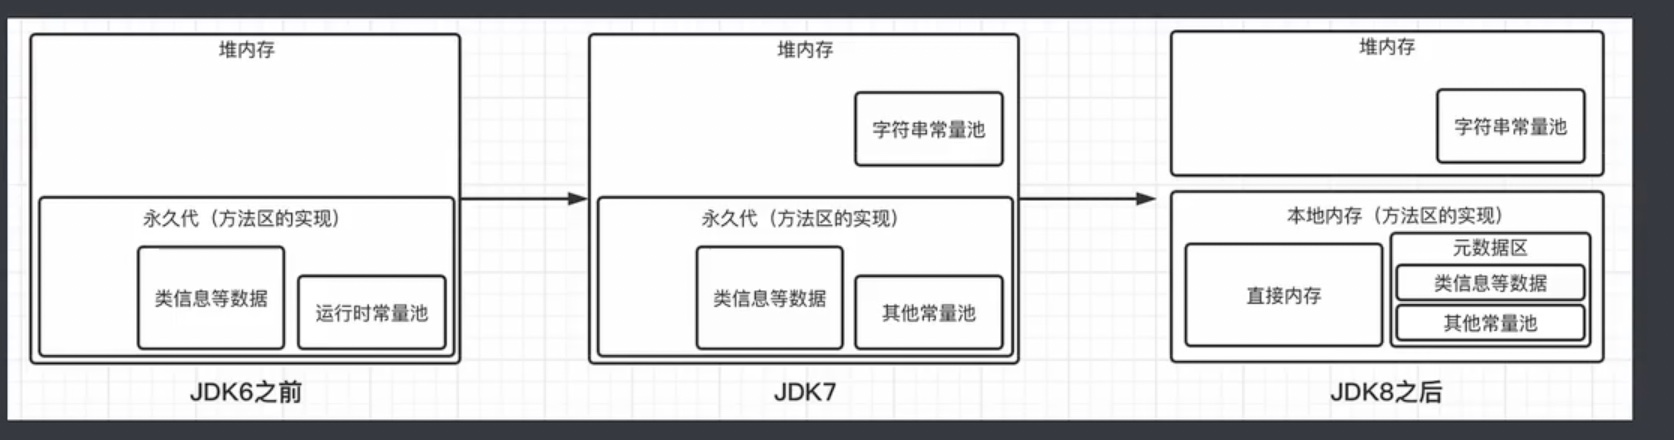 堆内存
永久代（方法区的实现）
类信息等数据
运行时常量池
JDK6之前
堆内存
字符串常量池
永久代（方法区的实现）
类信息等数据
其他常量池
JDK7
堆内存
字符串常量池
本地内存（方法区的实现）
直接内存
元数据区
类信息等数据
其他常量池
JDK8之后